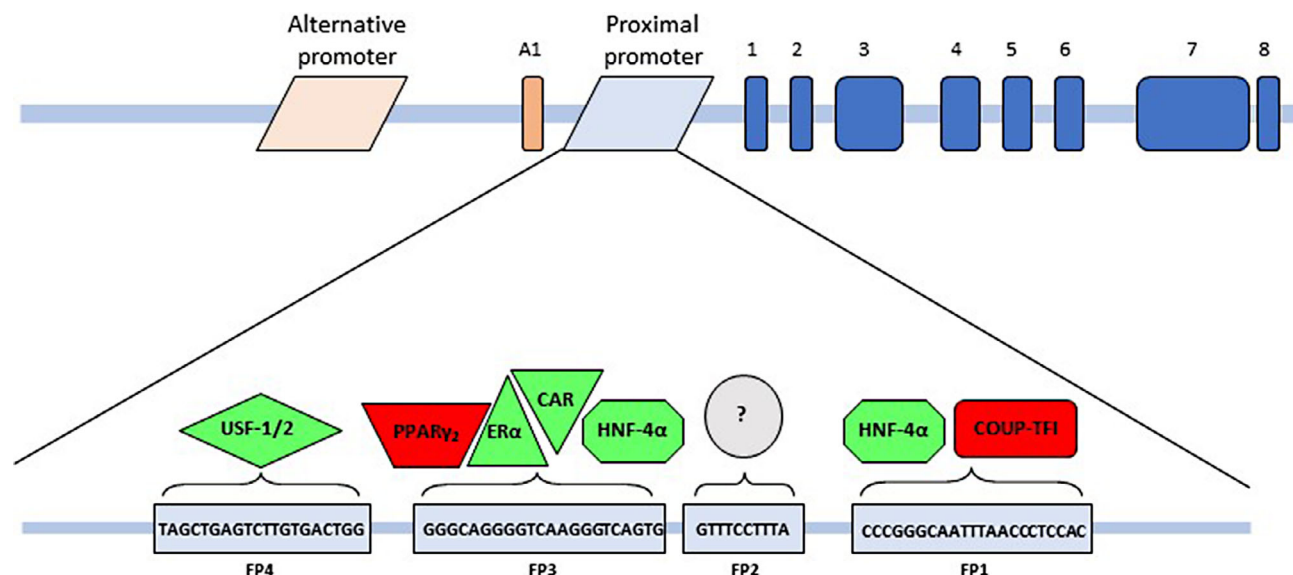 Alternative
promoter
A1
Proximal
promoter
1 2 3 4 5 6 7 8
USF-1/2
PPARγ₂
ERα
CAR
HNF-4α
?
HNF-4α
COUP-TFI
TAGCTGAGTCTTGTGACTGG
GGGCAGGGGTCAAGGGTCAGTG
GTTTCCTTTA
CCCGGGCAATTTAACCCTCCAC
FP4
FP3
FP2
FP1